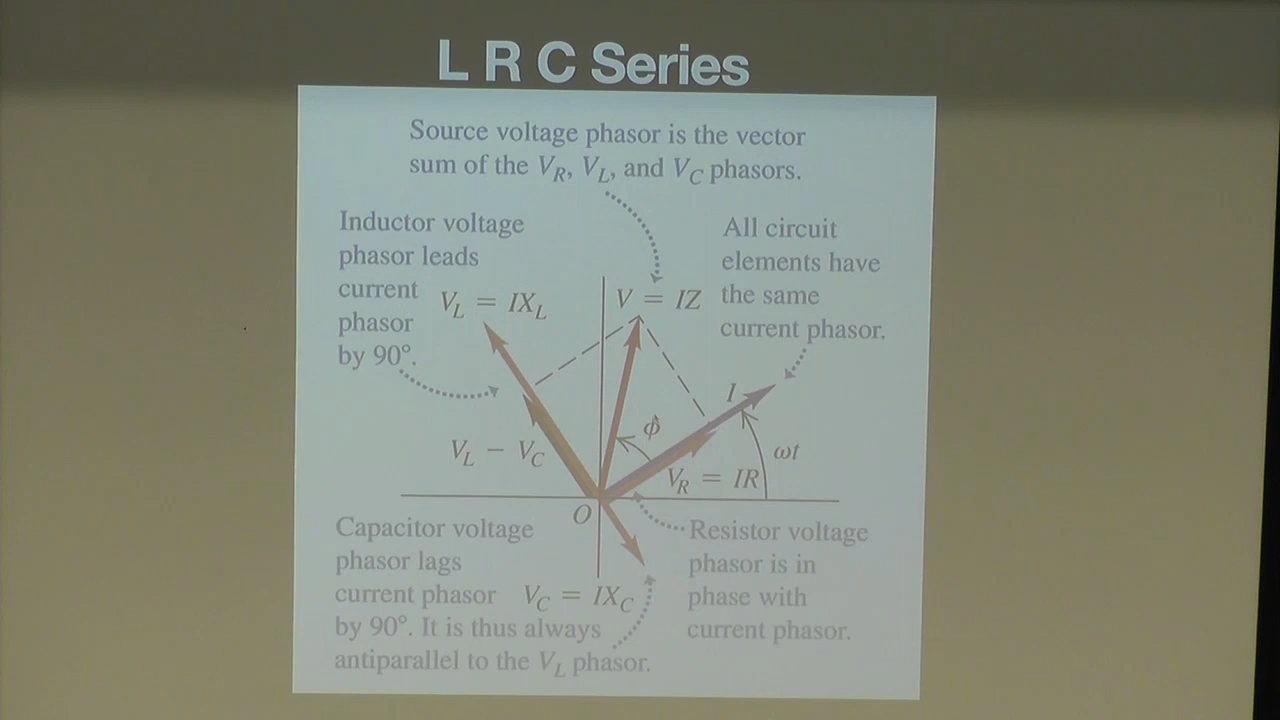 L R C Series
Source voltage phasor is the vector
sum of the V_R, V_L, and V_C phasors.
Inductor voltage
phasor leads
current
phasor
by 90°.
V_L = IX_L
V = IZ
All circuit
elements have
the same
current phasor.
I
ϕ
ωt
V_L − V_C
V_R = IR
O
Capacitor voltage
phasor lags
current phasor
by 90°. It is thus always
antiparallel to the V_L phasor.
V_C = IX_C
Resistor voltage
phasor is in
phase with
current phasor.